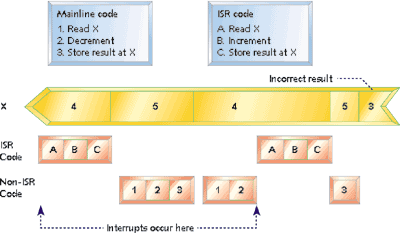 Mainline code
1. Read X
2. Decrement
3. Store result at X
ISR code
A. Read X
B. Increment
C. Store result at X
Incorrect result
X
4
5
4
5
3
ISR
Code
A B C
A B C
Non-ISR
Code
1 2 3
1 2
3
Interrupts occur here